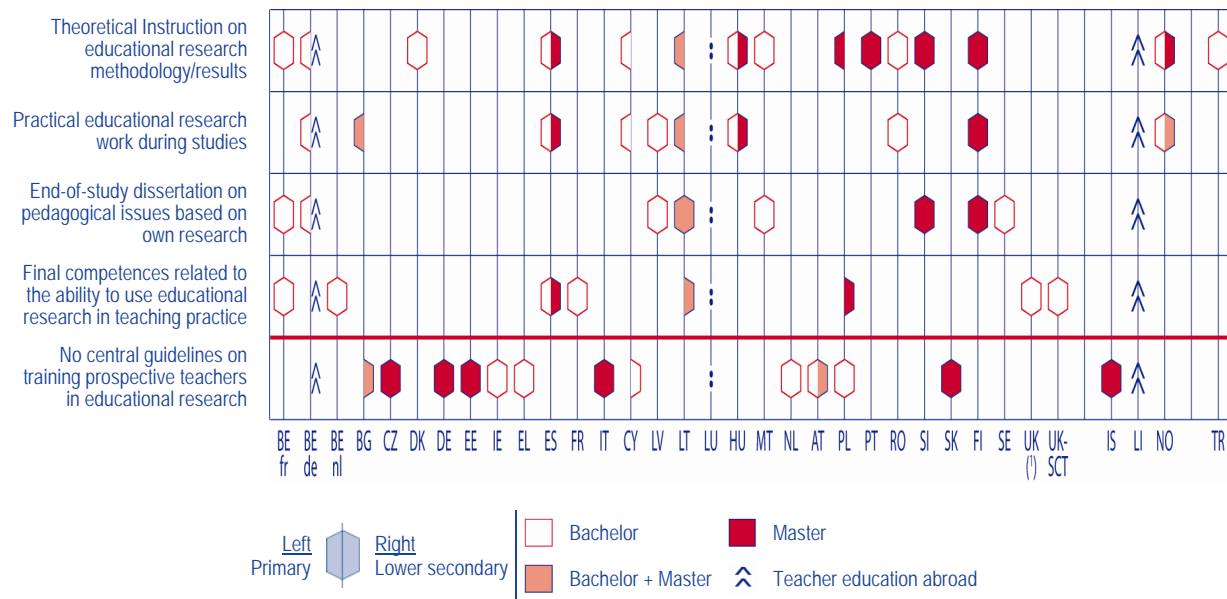 Theoretical Instruction on
educational research
methodology/results
Practical educational research
work during studies
End-of-study dissertation on
pedagogical issues based on
own research
Final competences related to
the ability to use educational
research in teaching practice
No central guidelines on
training prospective teachers
in educational research
BE fr BE de BE nl BG CZ DK DE EE IE EL ES FR IT CY LV LT LU HU MT NL AT PL PT RO SI SK FI SE UK (¹) UK-SCT IS LI NO TR
Left
Primary
Right
Lower secondary
Bachelor
Master
Bachelor + Master
Teacher education abroad